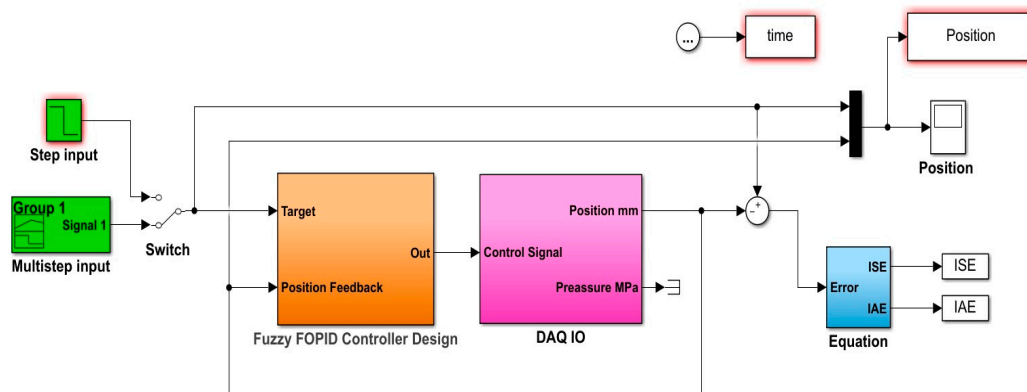 ...
time
Position
Step input
Position
Group 1
Signal 1
Multistep input
Switch
Target
Position Feedback
Out
Fuzzy FOPID Controller Design
Control Signal
Position mm
Preassure MPa
DAQ IO
Error
ISE
IAE
Equation
ISE
IAE